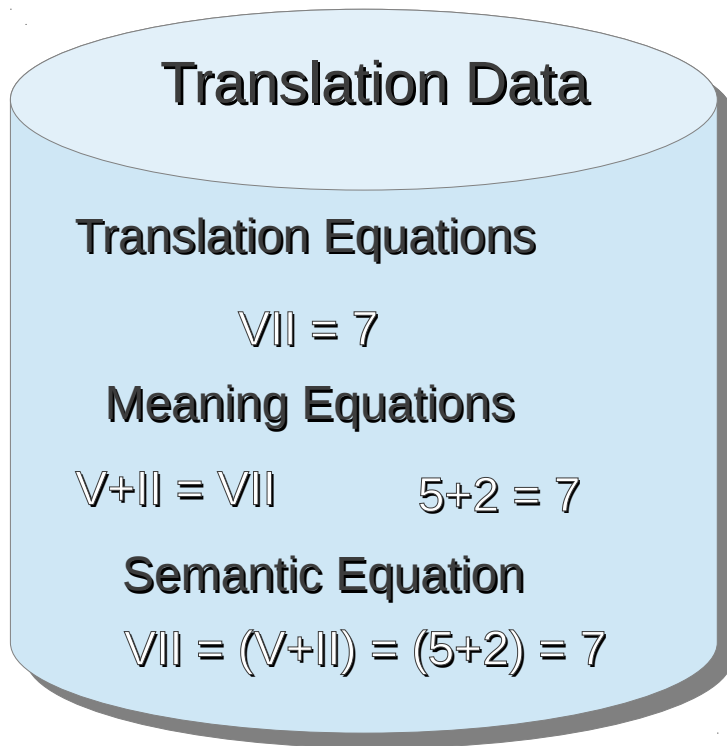 Translation Data
Translation Equations
VII = 7
Meaning Equations
V+II = VII 5+2 = 7
Semantic Equation
VII = (V+II) = (5+2) = 7